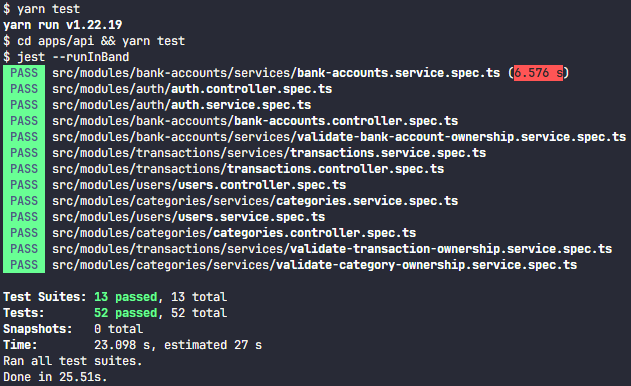 $ yarn test
yarn run v1.22.19
$ cd apps/api && yarn test
$ jest --runInBand
PASS src/modules/bank-accounts/services/bank-accounts.service.spec.ts (6.576 s)
PASS src/modules/auth/auth.controller.spec.ts
PASS src/modules/auth/auth.service.spec.ts
PASS src/modules/bank-accounts/bank-accounts.controller.spec.ts
PASS src/modules/bank-accounts/services/validate-bank-account-ownership.service.spec.ts
PASS src/modules/transactions/services/transactions.service.spec.ts
PASS src/modules/transactions/transactions.controller.spec.ts
PASS src/modules/users/users.controller.spec.ts
PASS src/modules/categories/services/categories.service.spec.ts
PASS src/modules/users/users.service.spec.ts
PASS src/modules/categories/categories.controller.spec.ts
PASS src/modules/transactions/services/validate-transaction-ownership.service.spec.ts
PASS src/modules/categories/services/validate-category-ownership.service.spec.ts
Test Suites: 13 passed, 13 total
Tests: 52 passed, 52 total
Snapshots: 0 total
Time: 23.098 s, estimated 27 s
Ran all test suites.
Done in 25.51s.